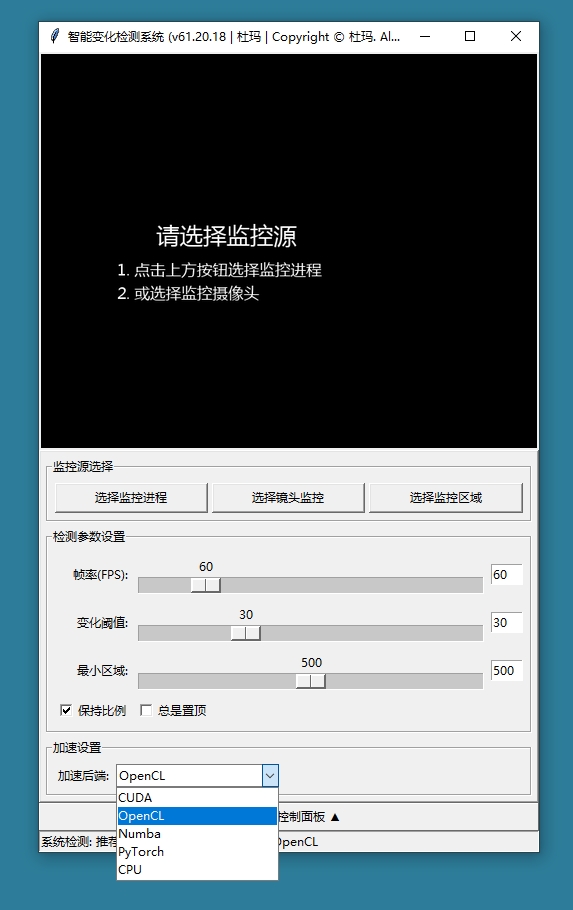 智能变化检测系统 (v61.20.18 | 杜玛 | Copyright © 杜玛. Al...
请选择监控源
1. 点击上方按钮选择监控进程
2. 或选择监控摄像头
监控源选择
选择监控进程 选择镜头监控 选择监控区域
检测参数设置
60
帧率(FPS): 60
30
变化阈值: 30
500
最小区域: 500
保持比例 总是置顶
加速设置
加速后端: OpenCL
CUDA
OpenCL
Numba
PyTorch
CPU
控制面板 ▲
系统检测: 推荐 OpenCL